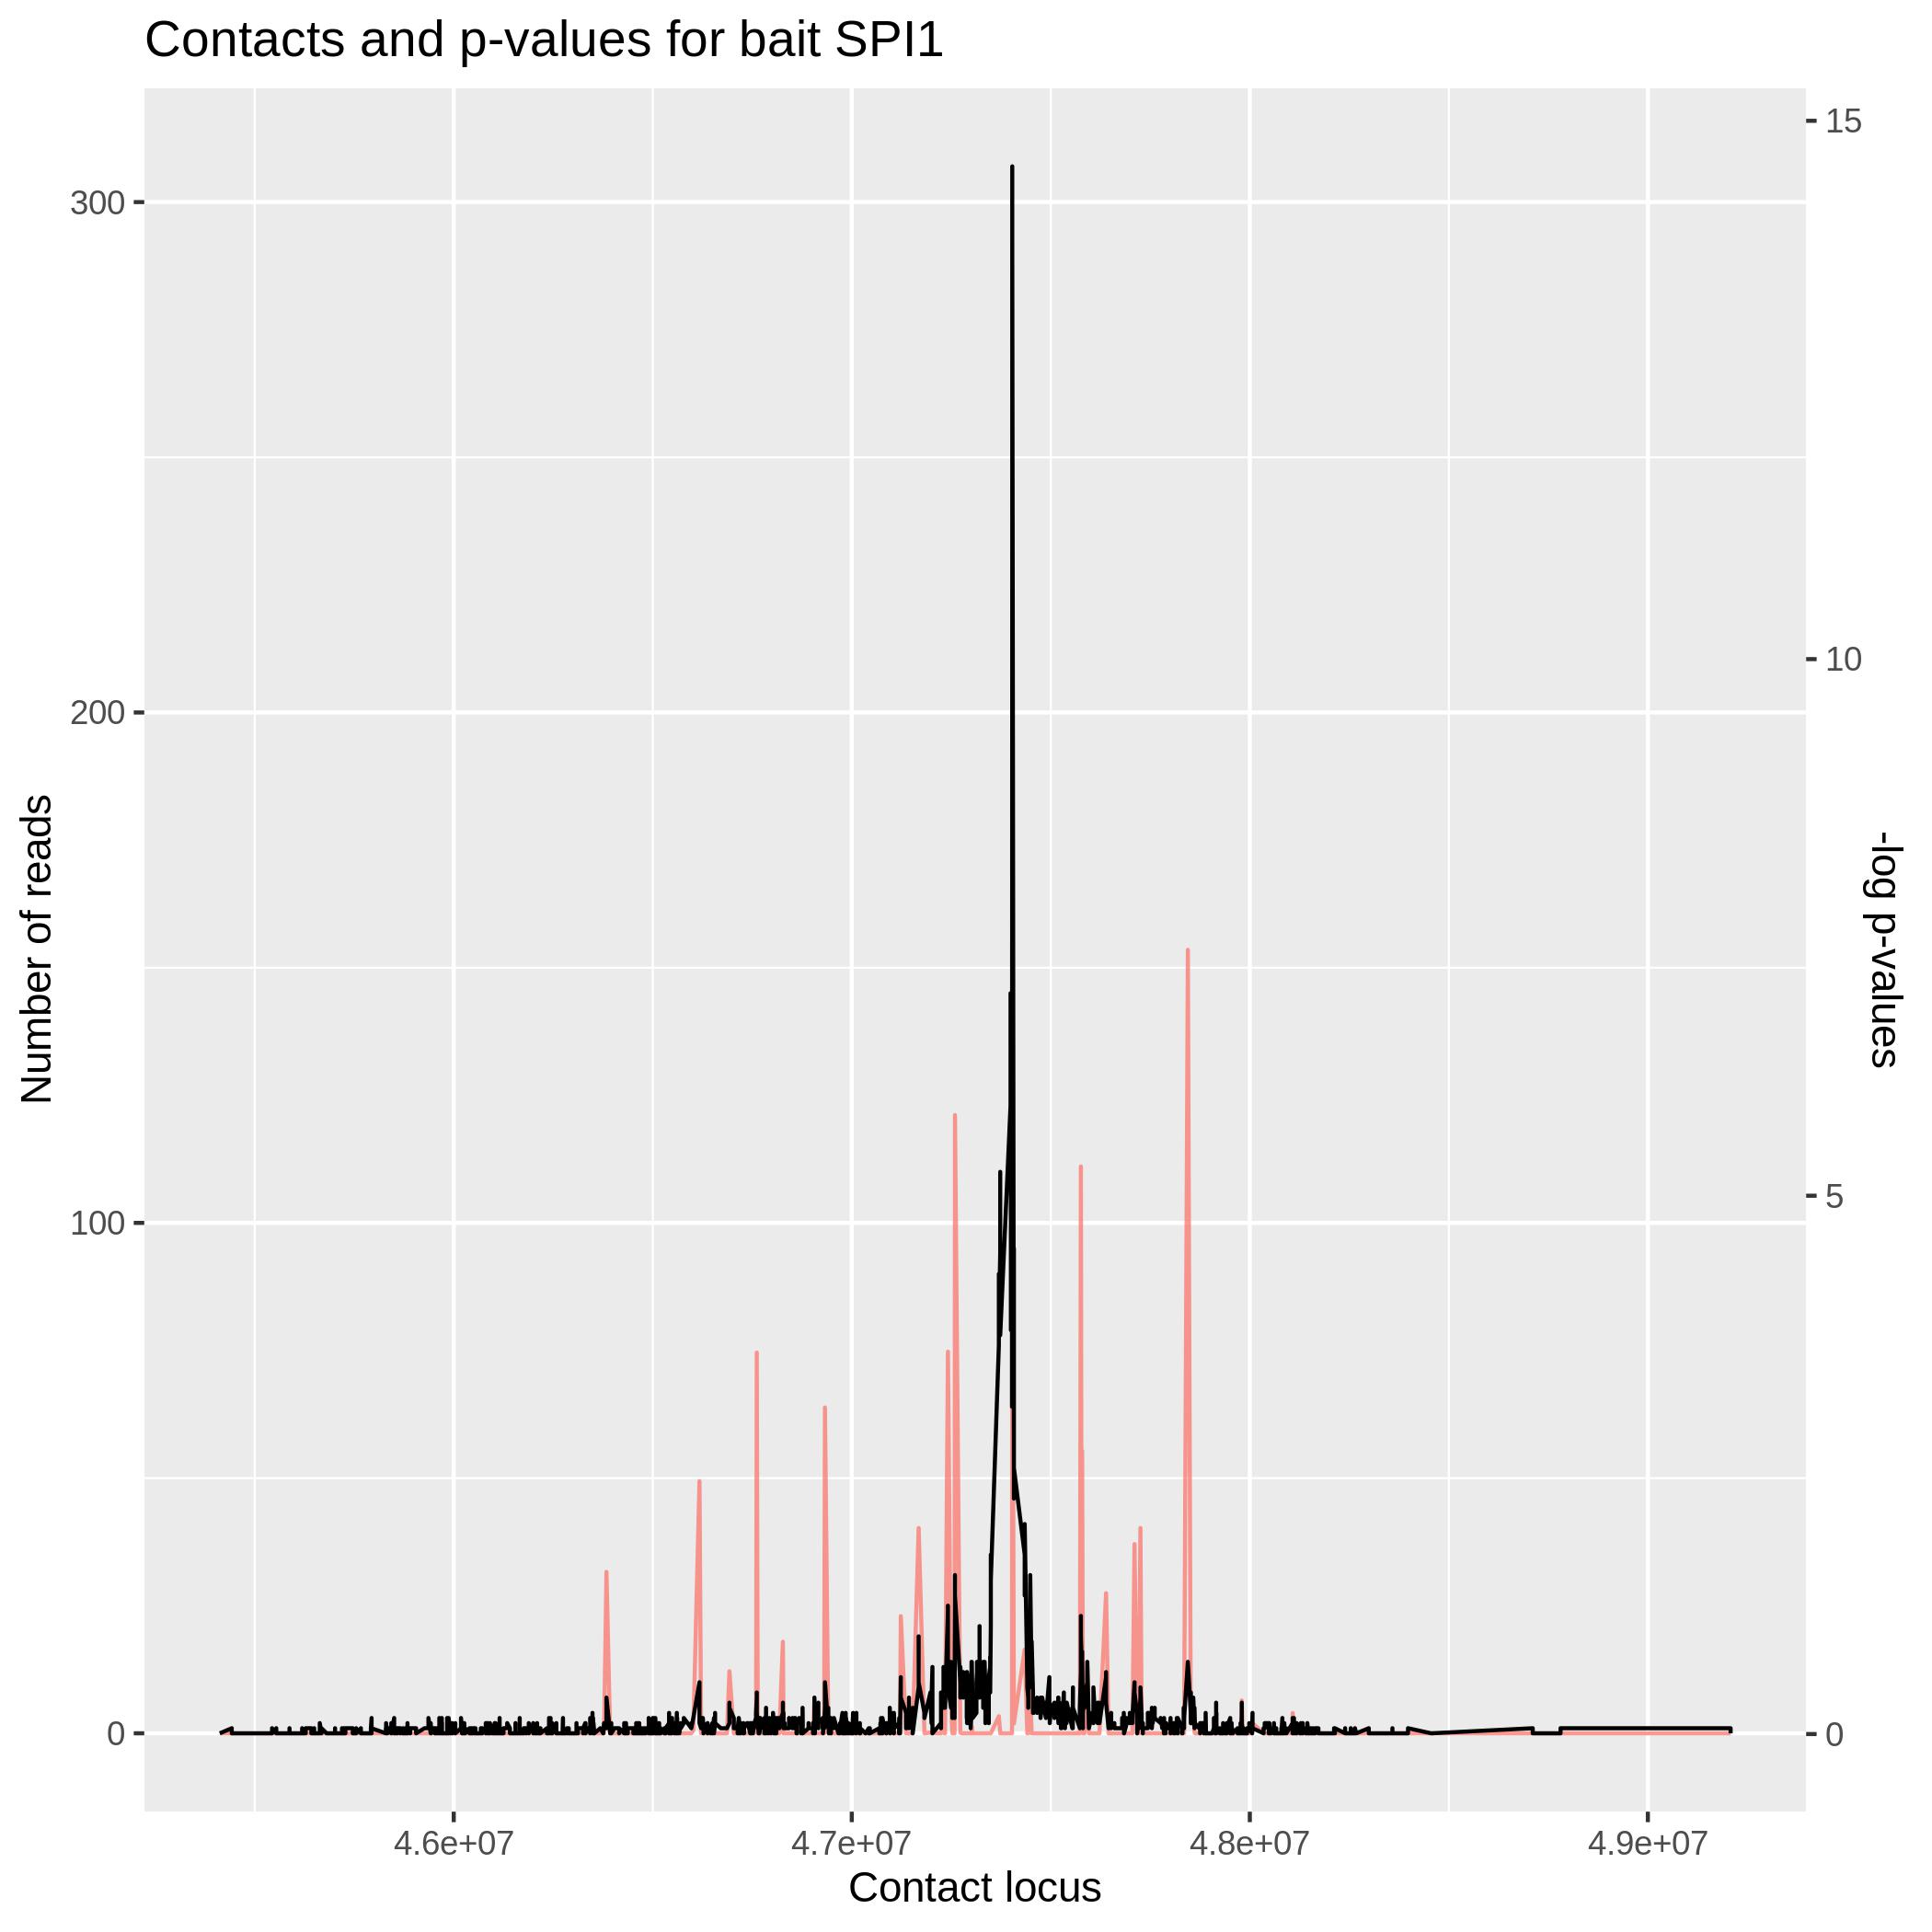 Contacts and p-values for bait SPI1
Number of reads
300
200
100
0
15
10
5
0
-log p-values
4.6e+07
4.7e+07
4.8e+07
4.9e+07
Contact locus